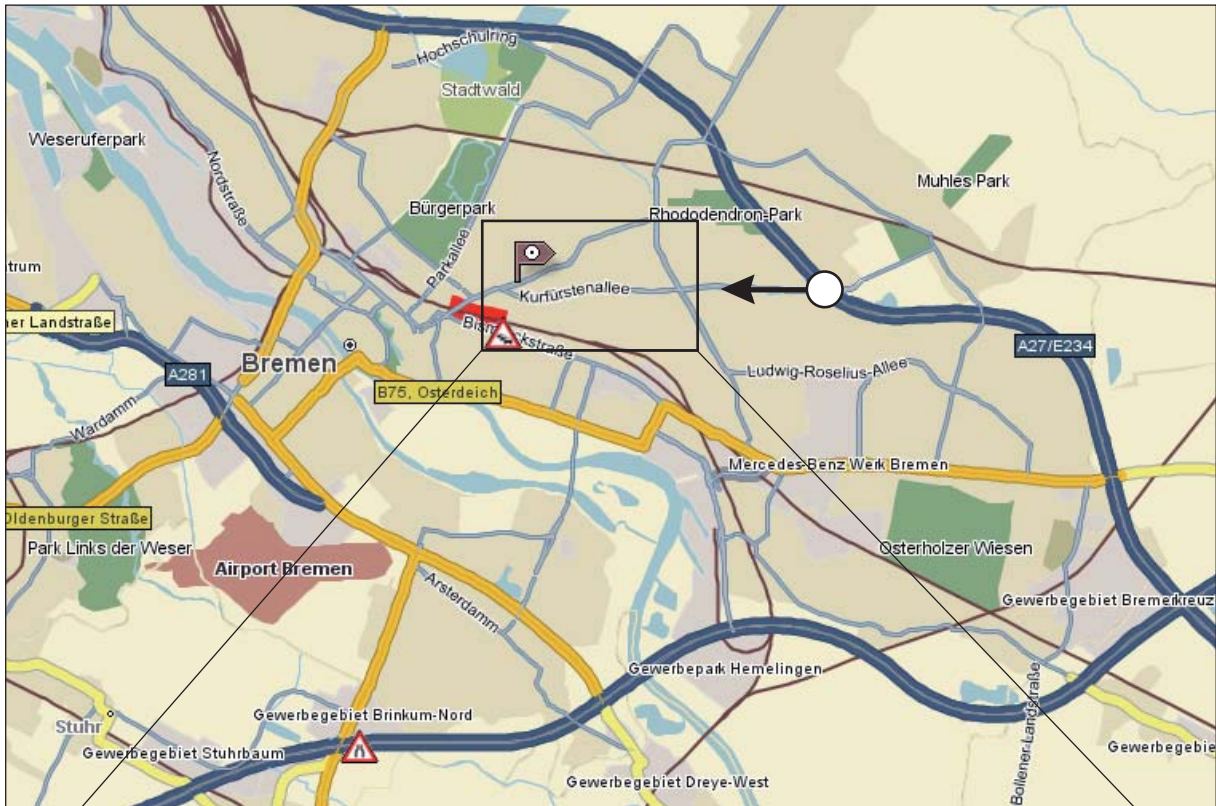 Hochschulring
Stadtwald
Weseruferpark
Nordstraße
Muhles Park
Bürgerpark
Rhododendron-Park
Parkallee
trum
Kurfürstenallee
ner Landstraße
Bremen
A27/E234
A281
Ludwig-Roselius-Allee
B75, Osterdeich
Wardamm
Mercedes-Benz Werk Bremen
Oldenburger Straße
Park Links der Weser
Airport Bremen
Osterholzer Wiesen
Arsterdamm
Gewerbegebiet Bremerkreuz
Gewerbepark Hemelingen
Bollener-Landstraße
Stuhr
Gewerbegebiet Brinkum-Nord
Gewerbegebiet Stuhrbaum
Gewerbegebie
Gewerbegebiet Dreye-West